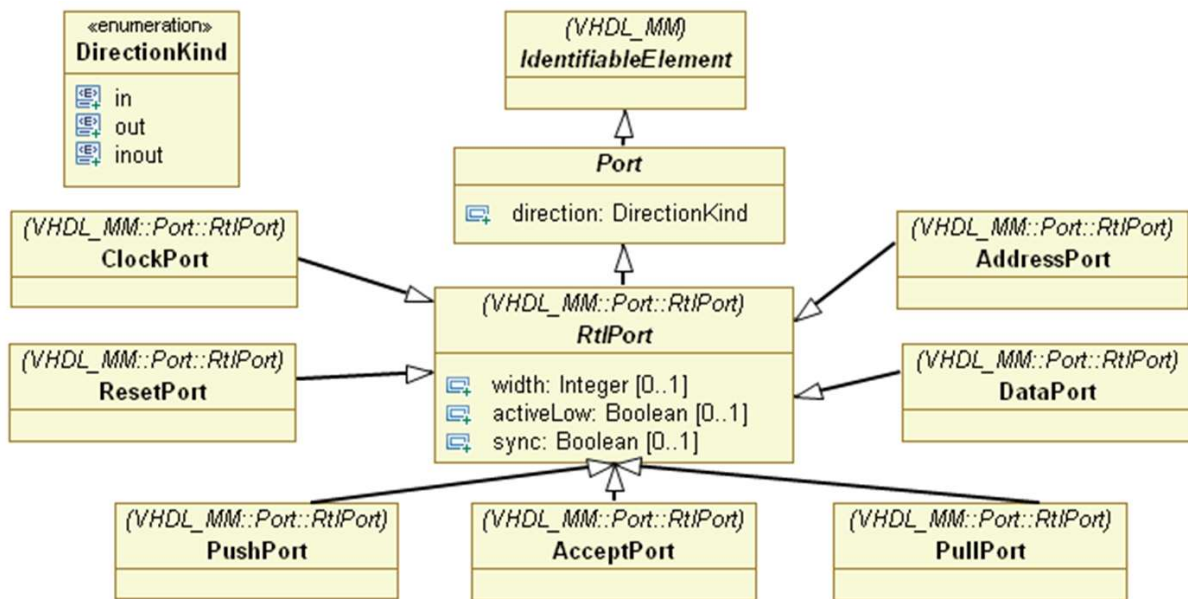 «enumeration»
DirectionKind
in
out
inout
(VHDL_MM)
IdentifiableElement
Port
direction: DirectionKind
(VHDL_MM::Port::RtlPort)
ClockPort
(VHDL_MM::Port::RtlPort)
AddressPort
(VHDL_MM::Port::RtlPort)
RtlPort
width: Integer [0..1]
activeLow: Boolean [0..1]
sync: Boolean [0..1]
(VHDL_MM::Port::RtlPort)
ResetPort
(VHDL_MM::Port::RtlPort)
DataPort
(VHDL_MM::Port::RtlPort)
PushPort
(VHDL_MM::Port::RtlPort)
AcceptPort
(VHDL_MM::Port::RtlPort)
PullPort